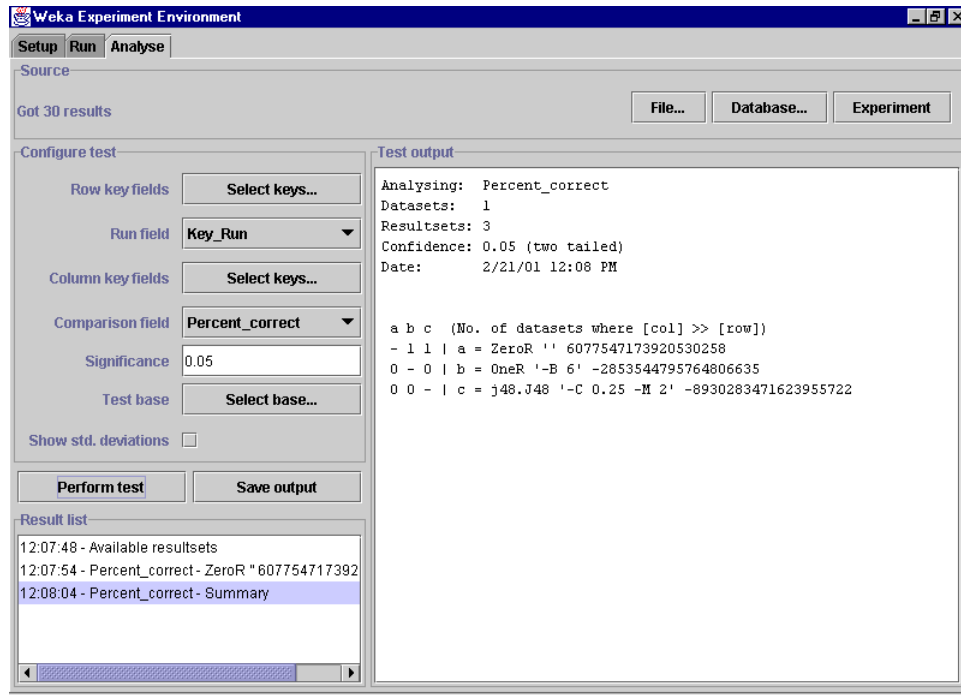 Weka Experiment Environment
Setup Run Analyse
Source
Got 30 results
File... Database... Experiment
Configure test
Row key fields Select keys...
Run field Key_Run
Column key fields Select keys...
Comparison field Percent_correct
Significance 0.05
Test base Select base...
Show std. deviations
Perform test Save output
Result list
12:07:48 - Available resultsets
12:07:54 - Percent_correct - ZeroR '' 607754717392
12:08:04 - Percent_correct - Summary
Test output
Analysing: Percent_correct
Datasets: 1
Resultsets: 3
Confidence: 0.05 (two tailed)
Date: 2/21/01 12:08 PM
a b c (No. of datasets where [col] >> [row])
- 1 1 | a = ZeroR '' 6077547173920530258
0 - 0 | b = OneR '-B 6' -2853544795764806635
0 0 - | c = j48.J48 '-C 0.25 -M 2' -8930283471623955722